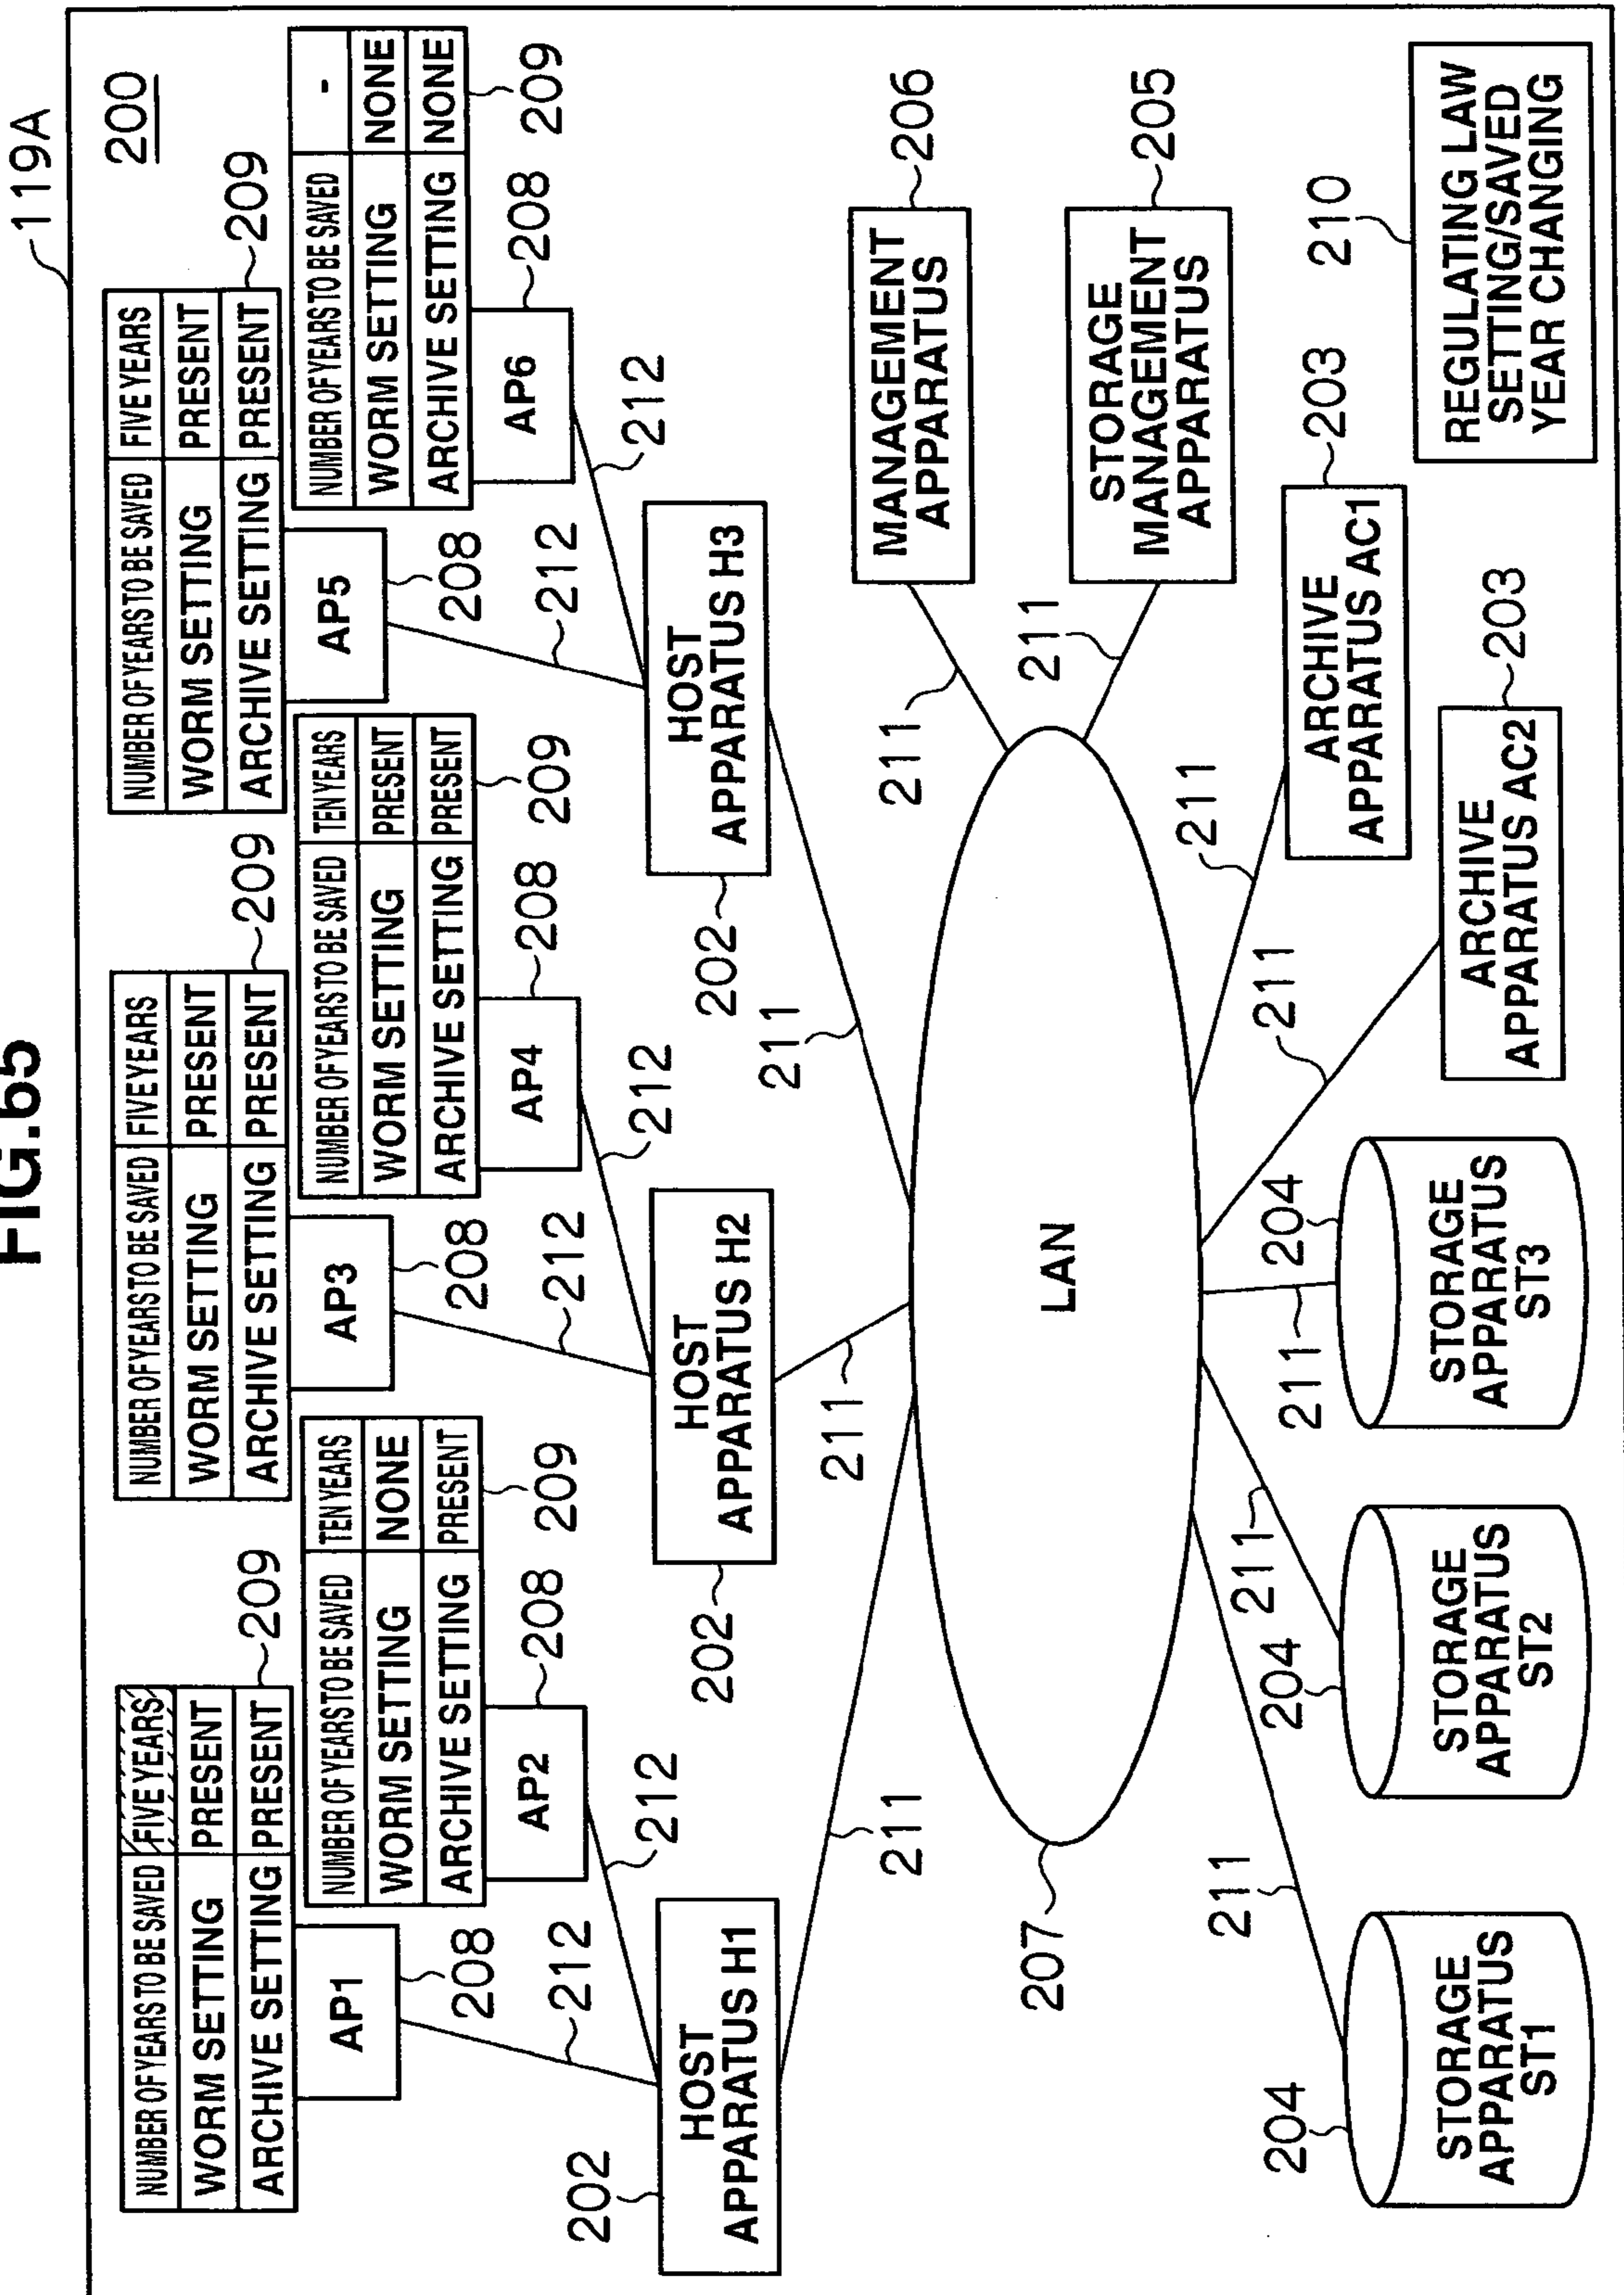 FIG.65
119A
200
NUMBER OF YEARS TO BE SAVED FIVE YEARS
WORM SETTING PRESENT
ARCHIVE SETTING PRESENT
209
AP1
208
212
NUMBER OF YEARS TO BE SAVED TEN YEARS
WORM SETTING NONE
ARCHIVE SETTING PRESENT
209
AP2
208
212
NUMBER OF YEARS TO BE SAVED FIVE YEARS
WORM SETTING PRESENT
ARCHIVE SETTING PRESENT
209
AP3
208
212
NUMBER OF YEARS TO BE SAVED TEN YEARS
WORM SETTING PRESENT
ARCHIVE SETTING PRESENT
209
AP4
208
212
NUMBER OF YEARS TO BE SAVED FIVE YEARS
WORM SETTING PRESENT
ARCHIVE SETTING PRESENT
209
AP5
208
212
NUMBER OF YEARS TO BE SAVED -
WORM SETTING NONE
ARCHIVE SETTING NONE
209
AP6
208
212
202
HOST
APPARATUS H1
211
202
HOST
APPARATUS H2
211
202
HOST
APPARATUS H3
211
207
LAN
211
MANAGEMENT
APPARATUS
206
211
STORAGE
MANAGEMENT
APPARATUS
205
204
STORAGE
APPARATUS
ST1
211
204
STORAGE
APPARATUS
ST2
211
204
STORAGE
APPARATUS
ST3
211
ARCHIVE
APPARATUS AC2
203
211
ARCHIVE
APPARATUS AC1
203
211
210
REGULATING LAW
SETTING/SAVED
YEAR CHANGING